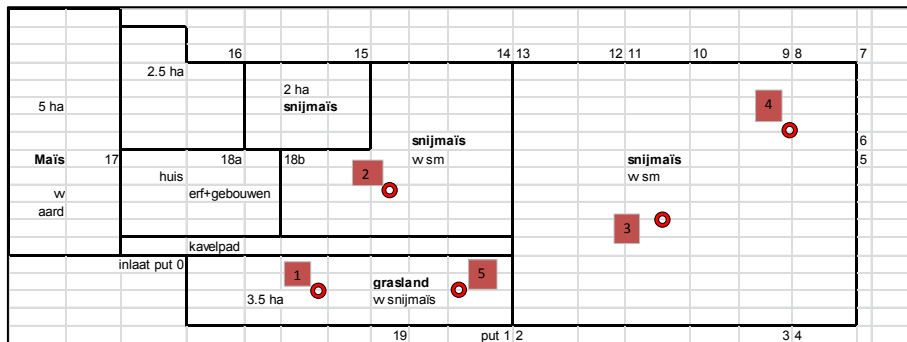 16 15 14 13 12 11 10 9 8 7
2.5 ha
2 ha
5 ha snijmaïs 4
snijmaïs 6
Maïs 17 18a 18b w sm snijmaïs 5
huis 2 w sm
w erf+gebouwen
aard
3
kavelpad
inlaat put 0
1 grasland 5
3.5 ha w snijmaïs
19 put 1 2 3 4